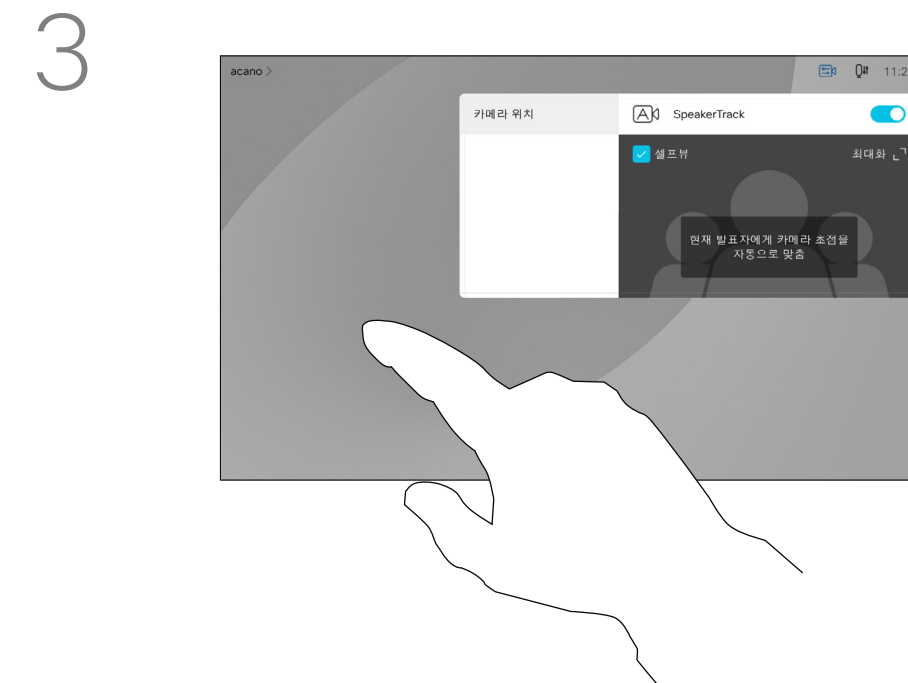 3
acano >
11:2
카메라 위치
SpeakerTrack
셀프뷰
최대화
현재 발표자에게 카메라 초점을
자동으로 맞춤